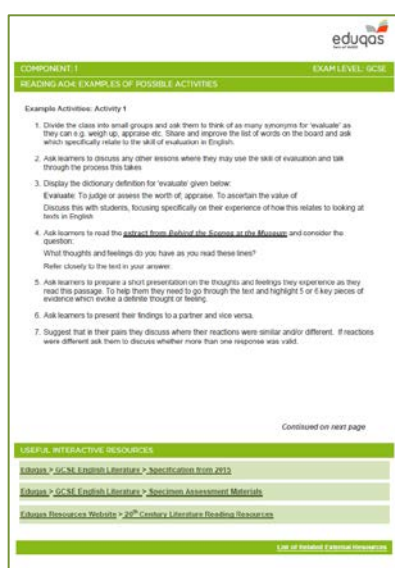 eduqas
COMPONENT: 1 EXAM LEVEL: GCSE
READING AO4: EXAMPLES OF POSSIBLE ACTIVITIES
Example Activities: Activity 1
1. Divide the class into small groups and ask them to think of as many synonyms for 'evaluate' as
they can e.g. weigh up, appraise etc. Share and improve the list of words on the board and ask
which specifically relate to the skill of evaluation in English.
2. Ask learners to discuss any other lessons where they may use the skill of evaluation and talk
through the process this takes
3. Display the dictionary definition for 'evaluate' given below:
Evaluate: To judge or assess the worth of; appraise. To ascertain the value of
Discuss this with students, focusing specifically on their experience of how this relates to looking at
texts in English
4. Ask learners to read the extract from Behind the Scenes at the Museum and consider the
question:
What thoughts and feelings do you have as you read these lines?
Refer closely to the text in your answer.
5. Ask learners to prepare a short presentation on the thoughts and feelings they experience as they
read this passage. To help them they need to go through the text and highlight 5 or 6 key pieces of
evidence which evoke a definite thought or feeling.
6. Ask learners to present their findings to a partner and vice versa.
7. Suggest that in their pairs they discuss where their reactions were similar and/or different. If reactions
were different ask them to discuss whether more than one response was valid.
Continued on next page
USEFUL INTERACTIVE RESOURCES
Eduqas > GCSE English Literature > Specification from 2015
Eduqas > GCSE English Literature > Specimen Assessment Materials
Eduqas Resources Website > 20th Century Literature Reading Resources
List of Related External Resources